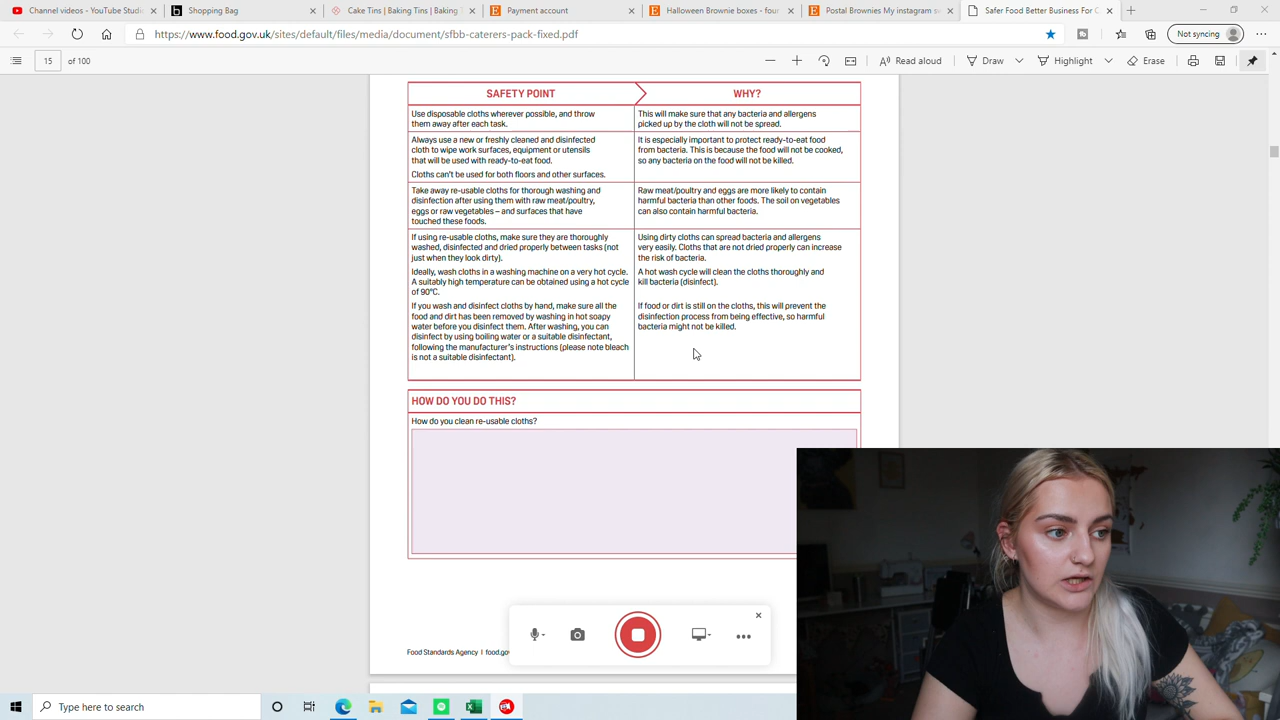 Channel videos - YouTube Studi
Shopping Bag
Cake Tins | Baking Tins | Baking T
Payment account
Halloween Brownie boxes - four
Postal Brownies My instagram s
Safer Food Better Business For C
https://www.food.gov.uk/sites/default/files/media/document/sfbb-caterers-pack-fixed.pdf
Not syncing
15 of 100
Read aloud
Draw
Highlight
Erase
SAFETY POINT
WHY?
Use disposable cloths wherever possible, and throw
them away after each task.
This will make sure that any bacteria and allergens
picked up by the cloth will not be spread.
Always use a new or freshly cleaned and disinfected
cloth to wipe work surfaces, equipment or utensils
that will be used with ready-to-eat food.
Cloths can't be used for both floors and other surfaces.
It is especially important to protect ready-to-eat food
from bacteria. This is because the food will not be cooked,
so any bacteria on the food will not be killed.
Take away re-usable cloths for thorough washing and
disinfection after using them with raw meat/poultry,
eggs or raw vegetables – and surfaces that have
touched these foods.
Raw meat/poultry and eggs are more likely to contain
harmful bacteria than other foods. The soil on vegetables
can also contain harmful bacteria.
If using re-usable cloths, make sure they are thoroughly
washed, disinfected and dried properly between tasks (not
just when they look dirty).
Using dirty cloths can spread bacteria and allergens
very easily. Cloths that are not dried properly can increase
the risk of bacteria.
Ideally, wash cloths in a washing machine on a very hot cycle.
A suitably high temperature can be obtained using a hot cycle
of 90°C.
A hot wash cycle will clean the cloths thoroughly and
kill bacteria (disinfect).
If you wash and disinfect cloths by hand, make sure all the
food and dirt has been removed by washing in hot soapy
water before you disinfect them. After washing, you can
disinfect by using boiling water or a suitable disinfectant,
following the manufacturer's instructions (please note bleach
is not a suitable disinfectant).
If food or dirt is still on the cloths, this will prevent the
disinfection process from being effective, so harmful
bacteria might not be killed.
HOW DO YOU DO THIS?
How do you clean re-usable cloths?
Food Standards Agency | food.gov
Type here to search